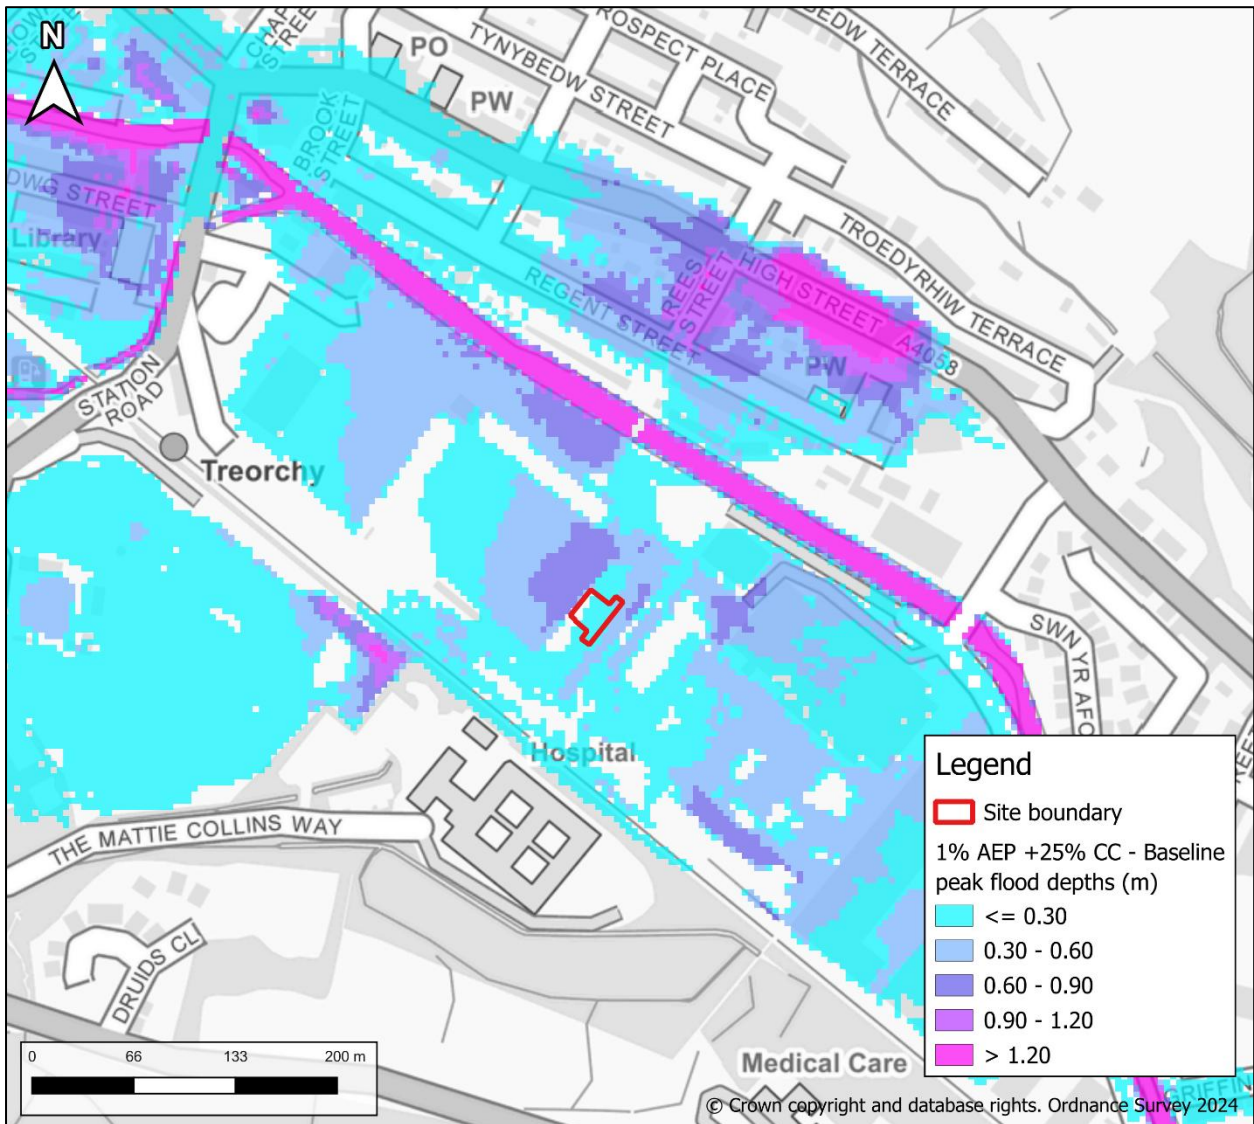 N
CHAP
STREE
PO
PW
ROSPECT PLACE
TYNYBEDW STREET
BEDW TERRACE
BROOK
STREET
DWG STREET
Library
REGENT STREET
REES
STREET
HIGH STREET
A4058
TROEDYRHIW TERRACE
PW
STATION
ROAD
Treorchy
SWN YR AFO
Hospital
THE MATTIE COLLINS WAY
DRUIDS CL
Medical Care
GRIFFIN
Legend
Site boundary
1% AEP +25% CC - Baseline
peak flood depths (m)
<= 0.30
0.30 - 0.60
0.60 - 0.90
0.90 - 1.20
> 1.20
0 66 133 200 m
© Crown copyright and database rights. Ordnance Survey 2024